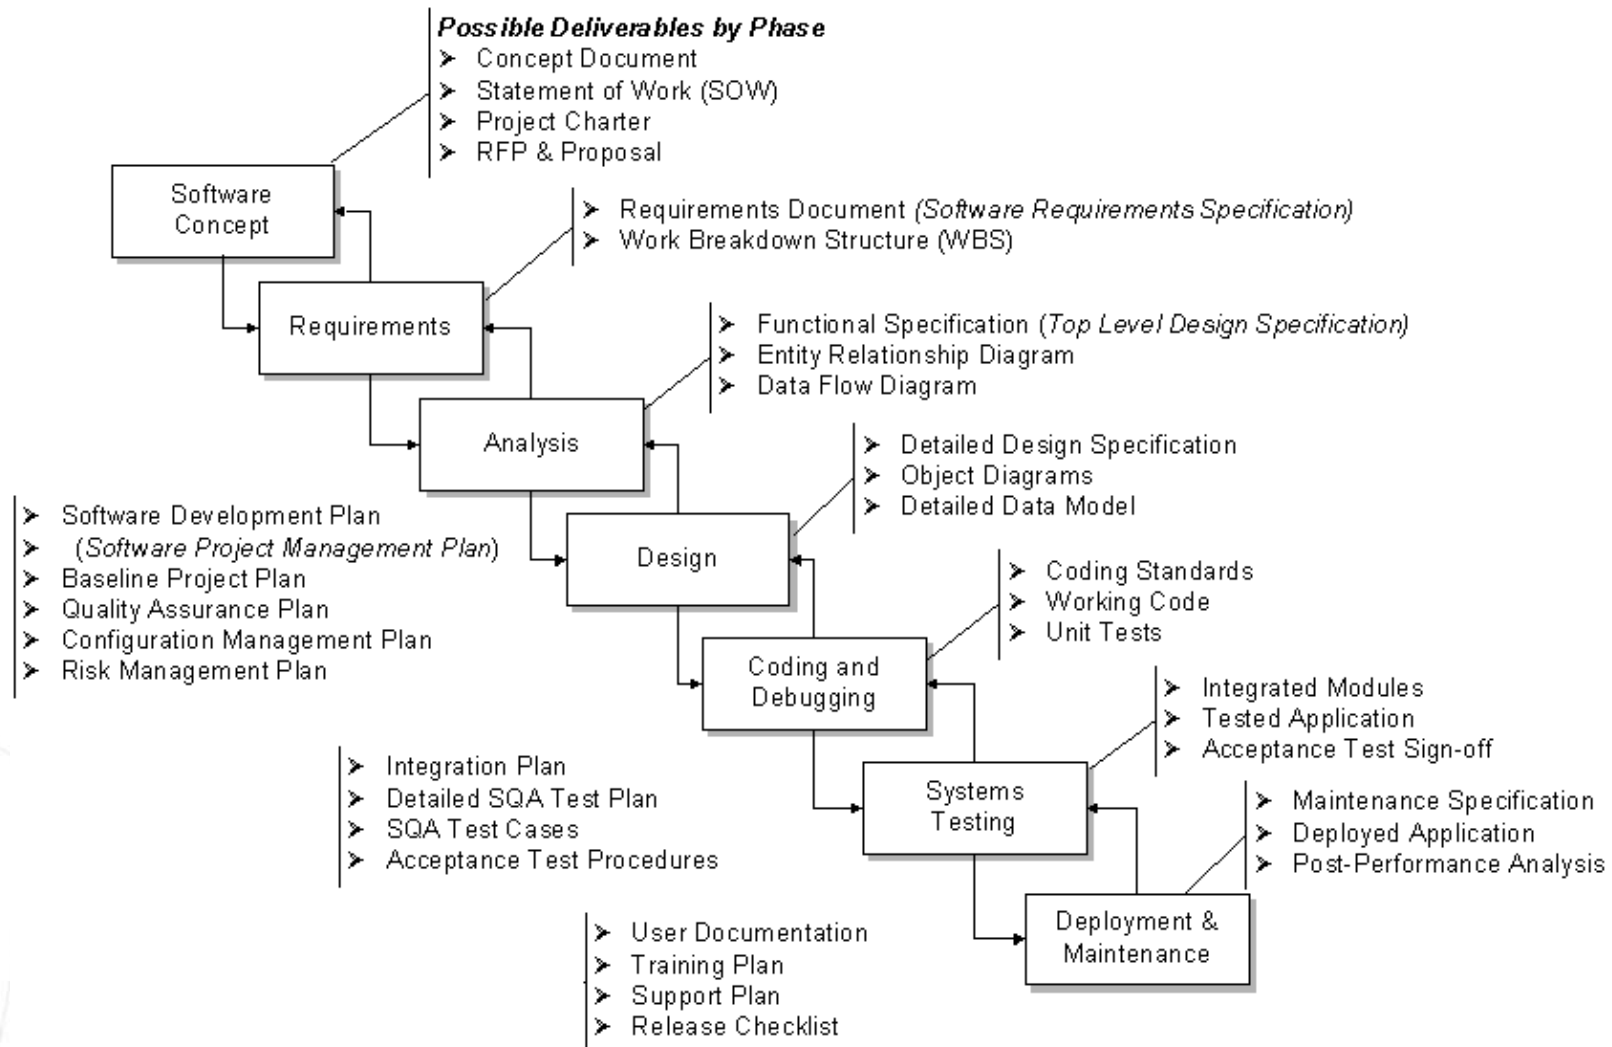 Possible Deliverables by Phase
➤ Concept Document
➤ Statement of Work (SOW)
➤ Project Charter
➤ RFP & Proposal
Software
Concept
➤ Requirements Document (Software Requirements Specification)
➤ Work Breakdown Structure (WBS)
Requirements
➤ Functional Specification (Top Level Design Specification)
➤ Entity Relationship Diagram
➤ Data Flow Diagram
Analysis
➤ Detailed Design Specification
➤ Object Diagrams
➤ Detailed Data Model
➤ Software Development Plan
➤ (Software Project Management Plan)
➤ Baseline Project Plan
➤ Quality Assurance Plan
➤ Configuration Management Plan
➤ Risk Management Plan
Design
➤ Coding Standards
➤ Working Code
➤ Unit Tests
Coding and
Debugging
➤ Integrated Modules
➤ Tested Application
➤ Acceptance Test Sign-off
➤ Integration Plan
➤ Detailed SQA Test Plan
➤ SQA Test Cases
➤ Acceptance Test Procedures
Systems
Testing
➤ Maintenance Specification
➤ Deployed Application
➤ Post-Performance Analysis
Deployment &
Maintenance
➤ User Documentation
➤ Training Plan
➤ Support Plan
➤ Release Checklist